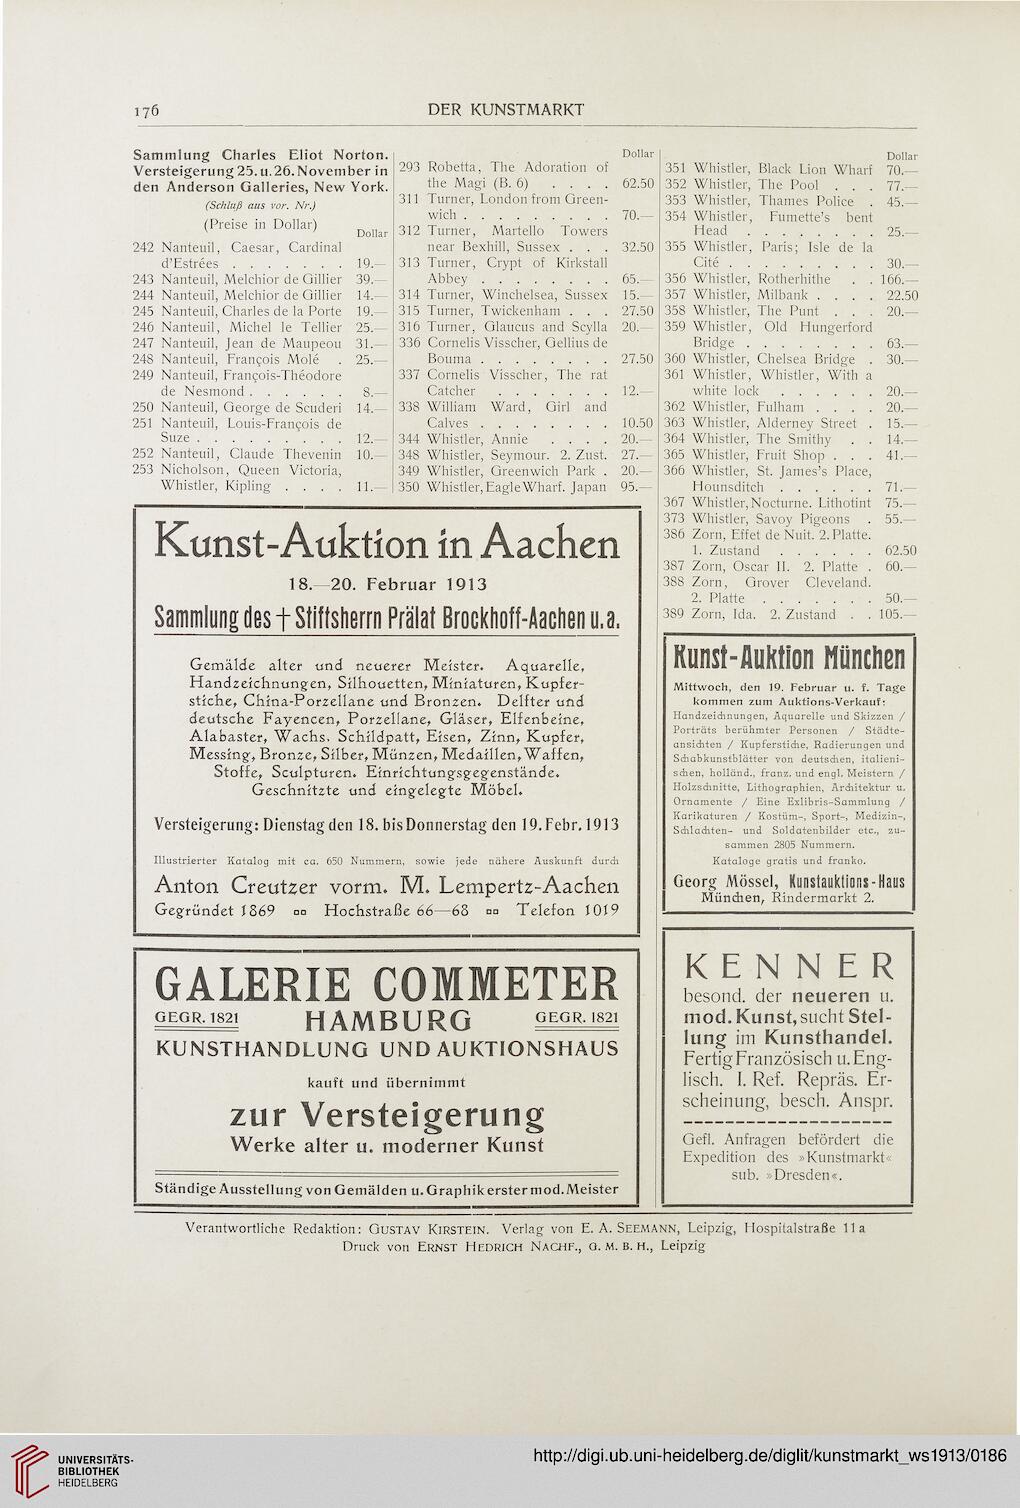 176
DER KUNSTMARKT
Sammlung Charles Eliot Norton.
Versteigerung 25. u. 26. November in
den Anderson Galleries, New York.
(Schluß aus vor. Nr.)
(Preise in Dollar)
Dollar
242 Nanteuil, Caesar, Cardinal
d'Estrées . . . . . . . 19.—
243 Nanteuil, Melchior de Gillier 39.—
244 Nanteuil, Melchior de Gillier 14.—
245 Nanteuil, Charles de la Porte 19.—
246 Nanteuil, Michel le Tellier 25.—
247 Nanteuil, Jean de Maupeou 31.—
248 Nanteuil, François Molé . 25.—
249 Nanteuil, François-Théodore
de Nesmond . . . . . . 8.—
250 Nanteuil, George de Scuderi 14.—
251 Nanteuil, Louis-François de
Suze . . . . . . . . . 12.—
252 Nanteuil, Claude Thevenin 10.—
253 Nicholson, Queen Victoria,
Whistler, Kipling . . . . 11.—
Dollar
293 Robetta, The Adoration of
the Magi (B. 6) . . . . 62.50
311 Turner, London from Green-
wich . . . . . . . . . 70.—
312 Turner, Martello Towers
near Bexhill, Sussex . . . 32.50
313 Turner, Crypt of Kirkstall
Abbey . . . . . . . . 65.—
314 Turner, Winchelsea, Sussex 15.—
315 Turner, Twickenham . . . 27.50
316 Turner, Glaucus and Scylla 20.—
336 Cornelis Visscher, Gellius de
Bouma . . . . . . . . 27.50
337 Cornelis Visscher, The rat
Catcher . . . . . . . 12.—
338 William Ward, Girl and
Calves . . . . . . . . 10.50
344 Whistler, Annie . . . . 20.—
348 Whistler, Seymour. 2. Zust. 27.—
349 Whistler, Greenwich Park . 20.—
350 Whistler, Eagle Wharf. Japan 95.—
Dollar
351 Whistler, Black Lion Wharf 70.—
352 Whistler, The Pool . . . 77.—
353 Whistler, Thames Police . 45.—
354 Whistler, Fumette's bent
Head . . . . . . . . 25.—
355 Whistler, Paris; Isle de la
Cité . . . . . . . . . 30.—
356 Whistler, Rotherhithe . . 166.—
357 Whistler, Milbank . . . . 22.50
358 Whistler, The Punt . . . 20.—
359 Whistler, Old Hungerford
Bridge . . . . . . . . 63.—
360 Whistler, Chelsea Bridge . 30.—
361 Whistler, Whistler, With a
white lock . . . . . . 20.—
362 Whistler, Fulham . . . . 20.—
363 Whistler, Alderney Street . 15.—
364 Whistler, The Smithy . . 14.—
365 Whistler, Fruit Shop . . . 41.—
366 Whistler, St. James's Place,
Hounsditch . . . . . . 71.—
367 Whistler, Nocturne. Lithotint 75.—
373 Whistler, Savoy Pigeons . 55.—
386 Zorn, Effet de Nuit. 2. Platte.
1. Zustand . . . . . . 62.50
387 Zorn, Oscar II. 2. Platte . 60.—
388 Zorn, Grover Cleveland.
2. Platte . . . . . . . 50.—
389 Zorn, Ida. 2. Zustand . . 105.—
Kunst-Auktion in Aachen
18.—20. Februar 1913
Sammlung des † Stiftsherrn Prälat Brockhoff-Aachen u. a.
Gemälde alter und neuerer Meister. Aquarelle,
Handzeichnungen, Silhouetten, Miniaturen, Kupfer-
stiche, China-Porzellane und Bronzen. Delfter und
deutsche Fayencen, Porzellane, Gläser, Elfenbeine,
Alabaster, Wachs. Schildpatt, Eisen, Zinn, Kupfer,
Messing, Bronze, Silber, Münzen, Medaillen, Waffen,
Stoffe, Sculpturen. Einrichtungsgegenstände.
Geschnitzte und eingelegte Möbel.
Versteigerung: Dienstag den 18. bis Donnerstag den 19. Febr. 1913
Illustrierter Katalog mit ca. 650 Nummern, sowie jede nähere Auskunft durch
Anton Creutzer vorm. M. Lempertz-Aachen
Gegründet 1869 Hochstraße 66—68 Telefon 1019
Kunst-Auktion München
Mittwoch, den 19. Februar u. f. Tage
kommen zum Auktions-Verkauf:
Handzeichnungen, Aquarelle und Skizzen /
Porträts berühmter Personen / Städte-
ansichten / Kupferstiche, Radierungen und
Schabkunstblätter von deutschen, italieni-
schen, holländ., franz. und engl. Meistern /
Holzschnitte, Lithographien, Architektur u.
Ornamente / Eine Exlibris-Sammlung /
Karikaturen / Kostüm-, Sport-, Medizin-,
Schlachten- und Soldatenbilder etc., zu-
sammen 2805 Nummern.
Kataloge gratis und franko.
Georg Mössel, Kunstauktions-Haus
München, Rindermarkt 2.
GALERIE COMMETER
GEGR. 1821 HAMBURG GEGR. 1821
KUNSTHANDLUNG UND AUKTIONSHAUS
kauft und übernimmt
zur Versteigerung
Werke alter u. moderner Kunst
Ständige Ausstellung von Gemälden u. Graphik erster mod. Meister
KENNER
besond. der neueren u.
mod. Kunst, sucht Stel-
lung im Kunsthandel.
Fertig Französisch u. Eng-
lisch. I. Ref. Repräs. Er-
scheinung, besch. Anspr.
Gefl. Anfragen befördert die
Expedition des »Kunstmarkt«
sub. »Dresden«.
Verantwortliche Redaktion: GUSTAV KIRSTEIN. Verlag von E. A. SEEMANN, Leipzig, Hospitalstraße 11a
Druck von ERNST HEDRICH NACHF., G. M. B. H., Leipzig
UNIVERSITÄTS-
BIBLIOTHEK
HEIDELBERG
http://digi.ub.uni-heidelberg.de/diglit/kunstmarkt_ws1913/0186